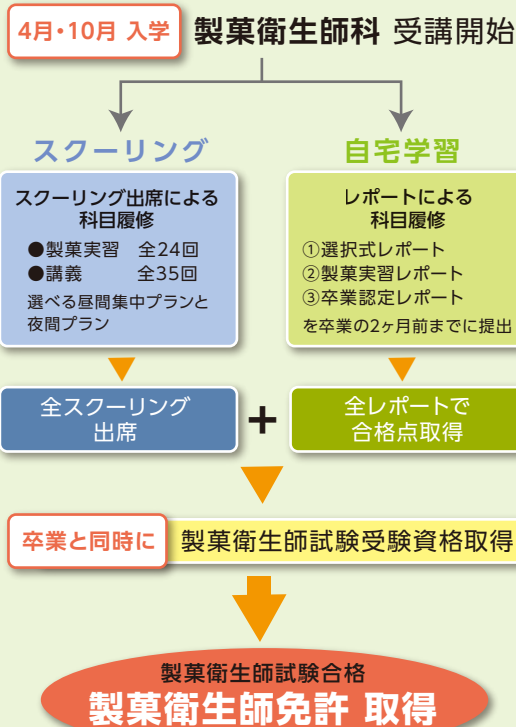 4月・10月 入学 製菓衛生師科 受講開始
スクーリング
スクーリング出席による
科目履修
●製菓実習 全24回
●講義 全35回
選べる昼間集中プランと
夜間プラン
全スクーリング
出席
自宅学習
レポートによる
科目履修
①選択式レポート
②製菓実習レポート
③卒業認定レポート
を卒業の2ヶ月前までに提出
+
全レポートで
合格点取得
卒業と同時に 製菓衛生師試験受験資格取得
製菓衛生師試験合格
製菓衛生師免許 取得